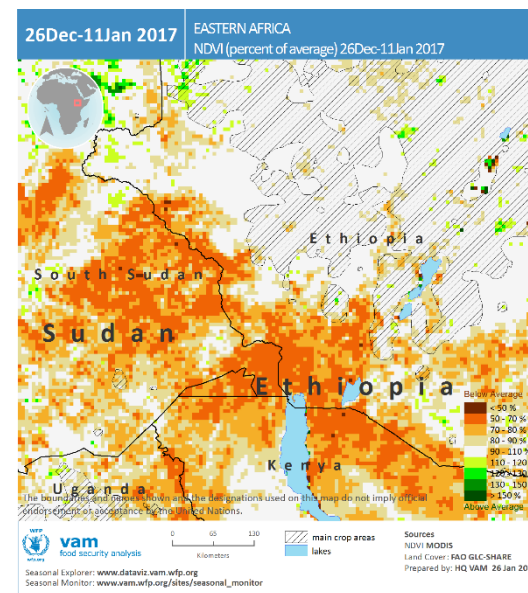 26Dec-11Jan 2017
EASTERN AFRICA
NDVI (percent of average) 26Dec-11Jan 2017
Ethiopia
South Sudan
Sudan
Ethiopia
Kenya
Uganda
Below Average
< 50 %
50 - 70 %
70 - 80 %
80 - 90 %
90 - 110 %
110 - 120
120 - 130
130 - 150
> 150 %
Above Average
The boundaries and names shown and the designations used on this map do not imply official
endorsement or acceptance by the United Nations.
WFP
vam
food security analysis
0 65 130
Kilometers
main crop areas
lakes
Sources
NDVI MODIS
Land Cover: FAO GLC-SHARE
Prepared by: HQ VAM 26 Jan 20
Seasonal Explorer: www.dataviz.vam.wfp.org
Seasonal Monitor: www.vam.wfp.org/sites/seasonal_monitor